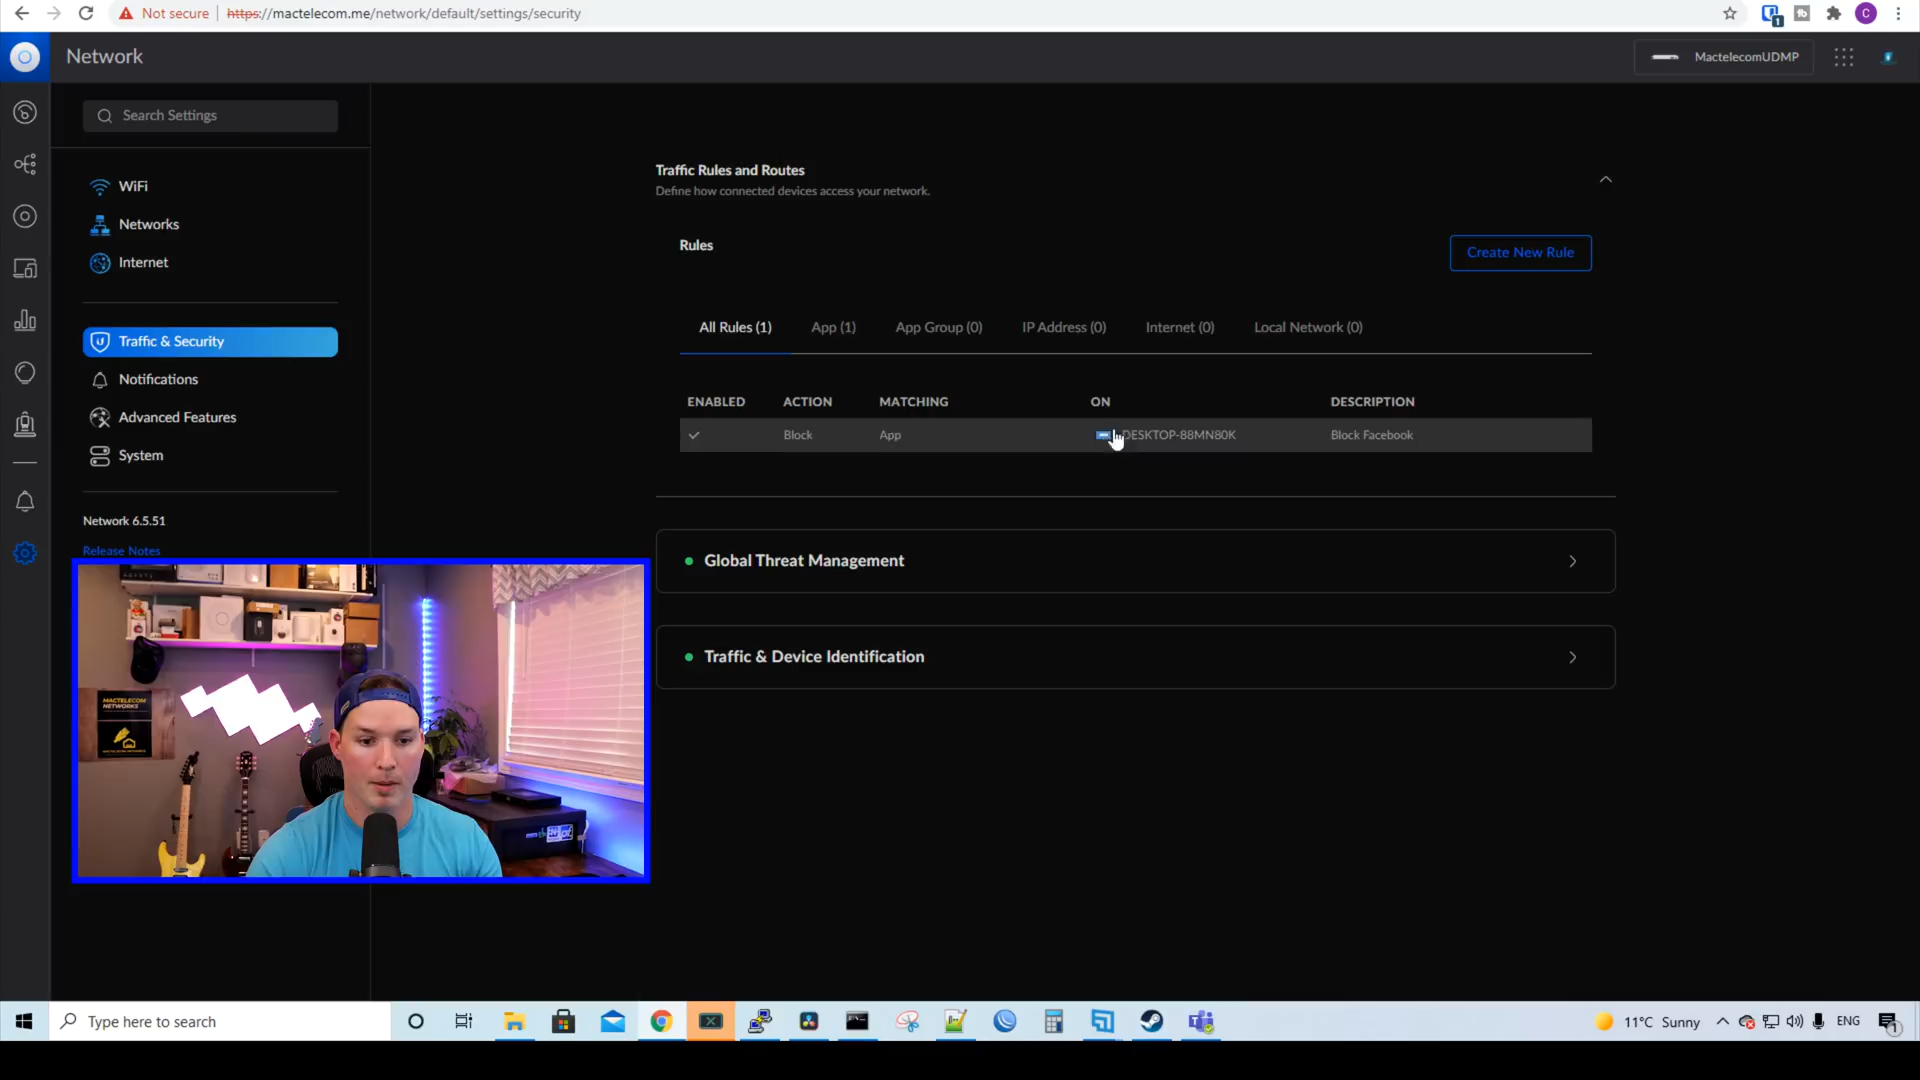 Not secure
https://mactelecom.me/network/default/settings/security
1
C
Network
MactelecomUDMP
Search Settings
WiFi
Networks
Internet
Traffic & Security
Notifications
Advanced Features
System
Network 6.5.51
Release Notes
Traffic Rules and Routes
Define how connected devices access your network.
Rules
Create New Rule
All Rules (1) App (1) App Group (0) IP Address (0) Internet (0) Local Network (0)
ENABLED ACTION MATCHING ON DESCRIPTION
Block App DESKTOP-88MN80K Block Facebook
Global Threat Management
Traffic & Device Identification
MACTELECOM
NETWORKS
Type here to search
11°C Sunny
ENG
1